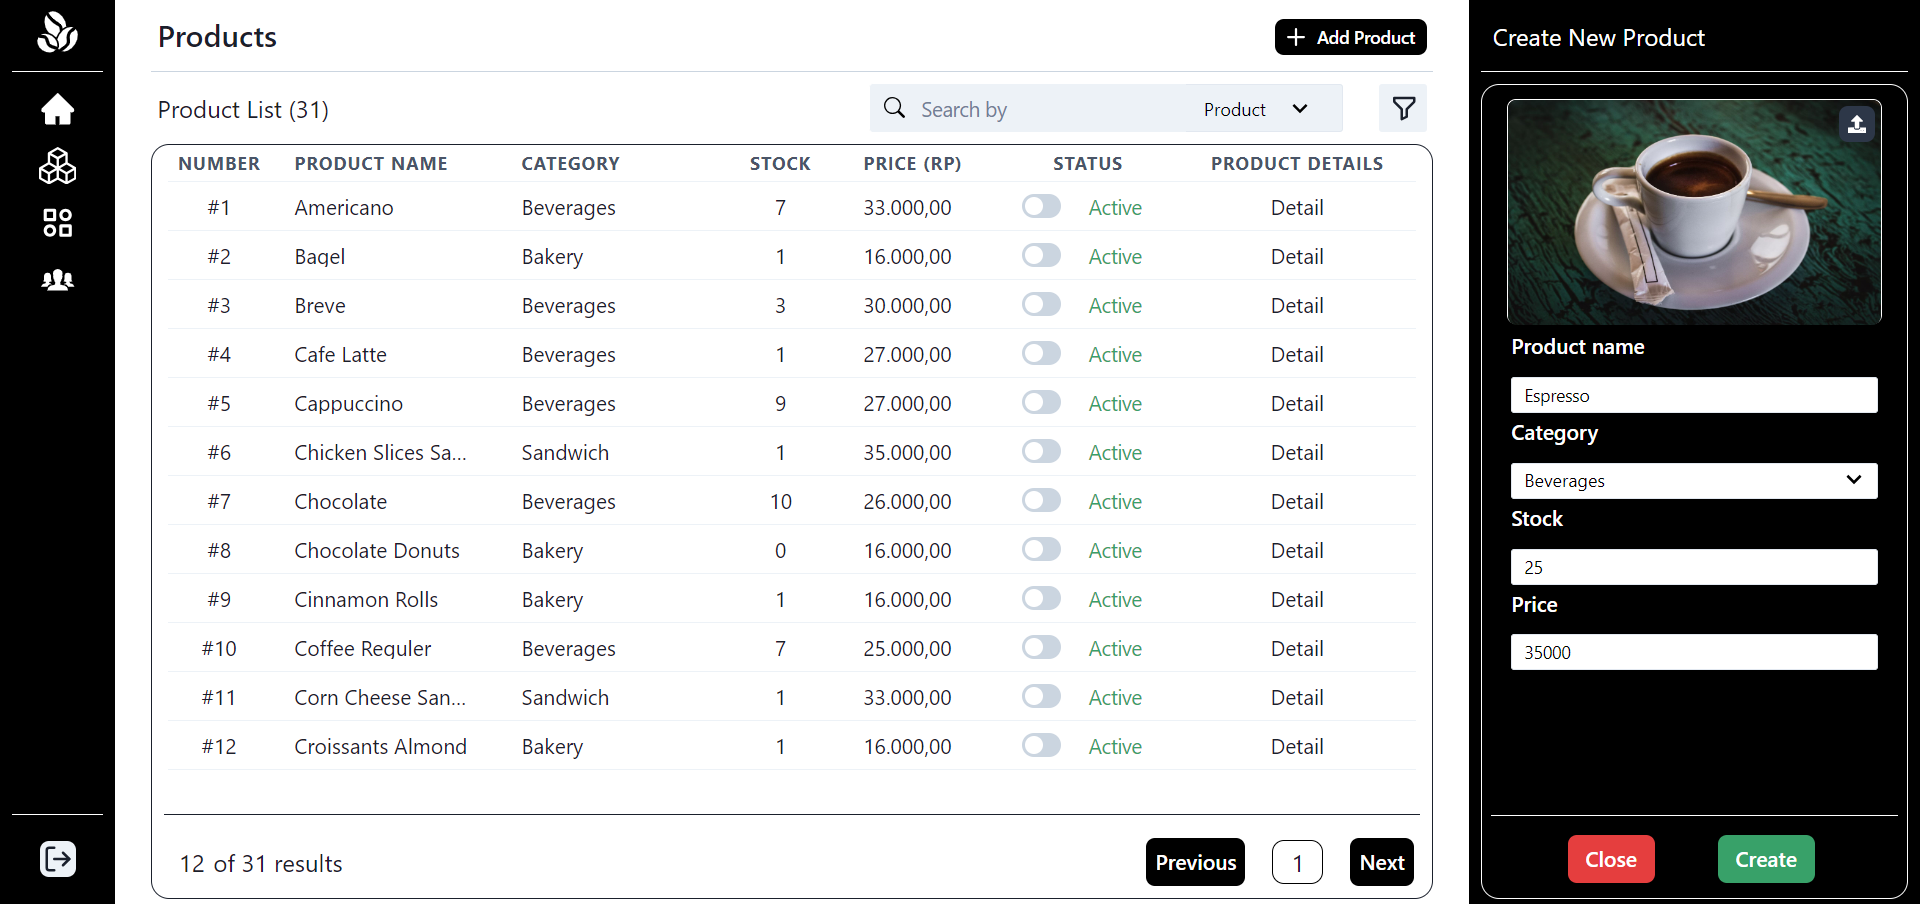 Products
Add Product
Product List (31)
Search by
Product
NUMBER PRODUCT NAME CATEGORY STOCK PRICE (RP) STATUS PRODUCT DETAILS
#1 Americano Beverages 7 33.000,00 Active Detail
#2 Bagel Bakery 1 16.000,00 Active Detail
#3 Breve Beverages 3 30.000,00 Active Detail
#4 Cafe Latte Beverages 1 27.000,00 Active Detail
#5 Cappuccino Beverages 9 27.000,00 Active Detail
#6 Chicken Slices Sa... Sandwich 1 35.000,00 Active Detail
#7 Chocolate Beverages 10 26.000,00 Active Detail
#8 Chocolate Donuts Bakery 0 16.000,00 Active Detail
#9 Cinnamon Rolls Bakery 1 16.000,00 Active Detail
#10 Coffee Reguler Beverages 7 25.000,00 Active Detail
#11 Corn Cheese San... Sandwich 1 33.000,00 Active Detail
#12 Croissants Almond Bakery 1 16.000,00 Active Detail
12 of 31 results
Previous 1 Next
Create New Product
Product name
Espresso
Category
Beverages
Stock
25
Price
35000
Close Create